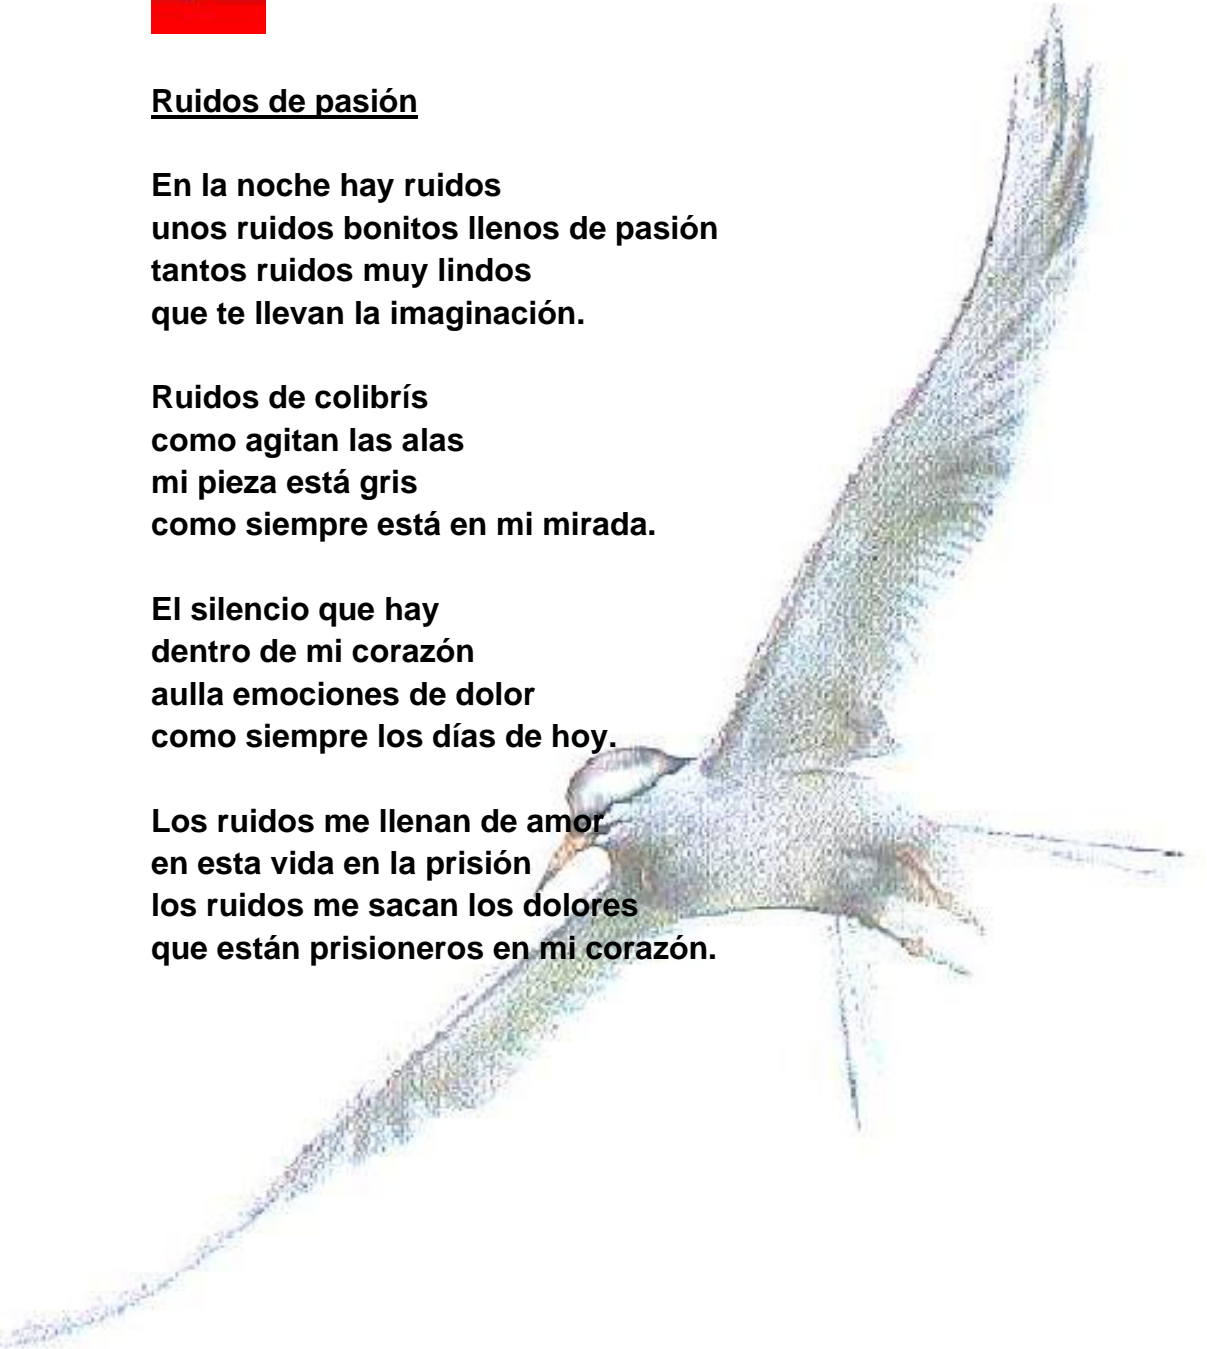 Ruidos de pasión
En la noche hay ruidos
unos ruidos bonitos llenos de pasión
tantos ruidos muy lindos
que te llevan la imaginación.
Ruidos de colibrís
como agitan las alas
mi pieza está gris
como siempre está en mi mirada.
El silencio que hay
dentro de mi corazón
aulla emociones de dolor
como siempre los días de hoy.
Los ruidos me llenan de amor
en esta vida en la prisión
los ruidos me sacan los dolores
que están prisioneros en mi corazón.